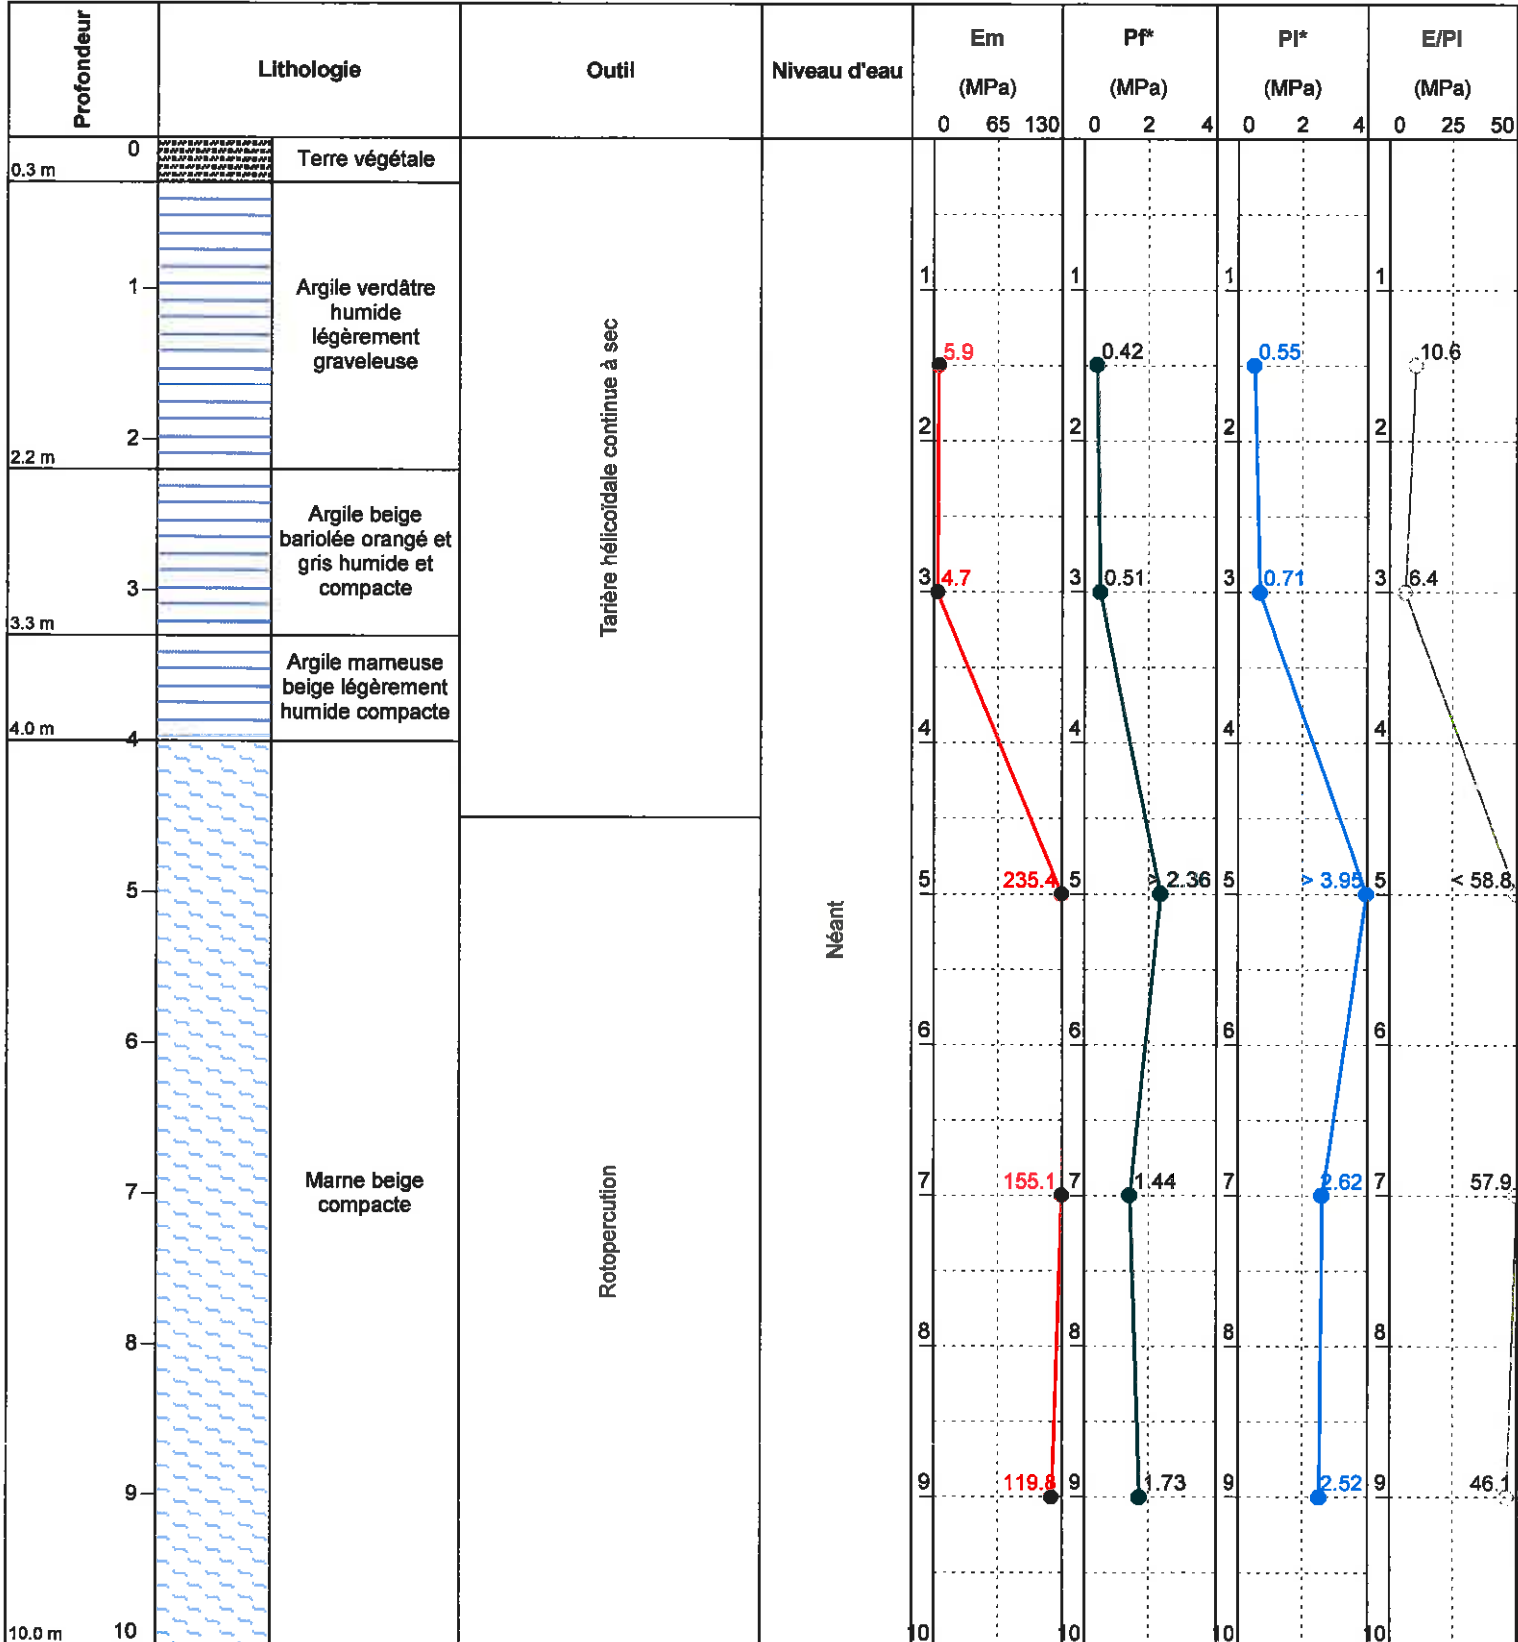 Profondeur
Lithologie
Outil
Niveau d'eau
Em
(MPa)
0 65 130
Pf*
(MPa)
0 2 4
Pl*
(MPa)
0 2 4
E/Pl
(MPa)
0 25 50
0
0.3 m
Terre végétale
1
Argile verdâtre
humide
légèrement
graveleuse
2
2.2 m
Argile beige
bariolée orangé et
gris humide et
compacte
3
3.3 m
Argile marneuse
beige légèrement
humide compacte
4.0 m
4
5
6
Marne beige
compacte
7
8
9
10.0 m
10
Tarière hélicoïdale continue à sec
Rotopercution
Néant
1 1 1 1
5.9 0.42 0.55 10.6
2 2 2 2
3 4.7 3 0.51 3 0.71 3 6.4
4 4 4 4
5 235.4 5 > 2.36 5 > 3.95 5 < 58.8
6 6 6 6
7 155.1 7 1.44 7 2.62 7 57.9
8 8 8 8
9 119.8 9 1.73 9 2.52 9 46.1
10 10 10 10